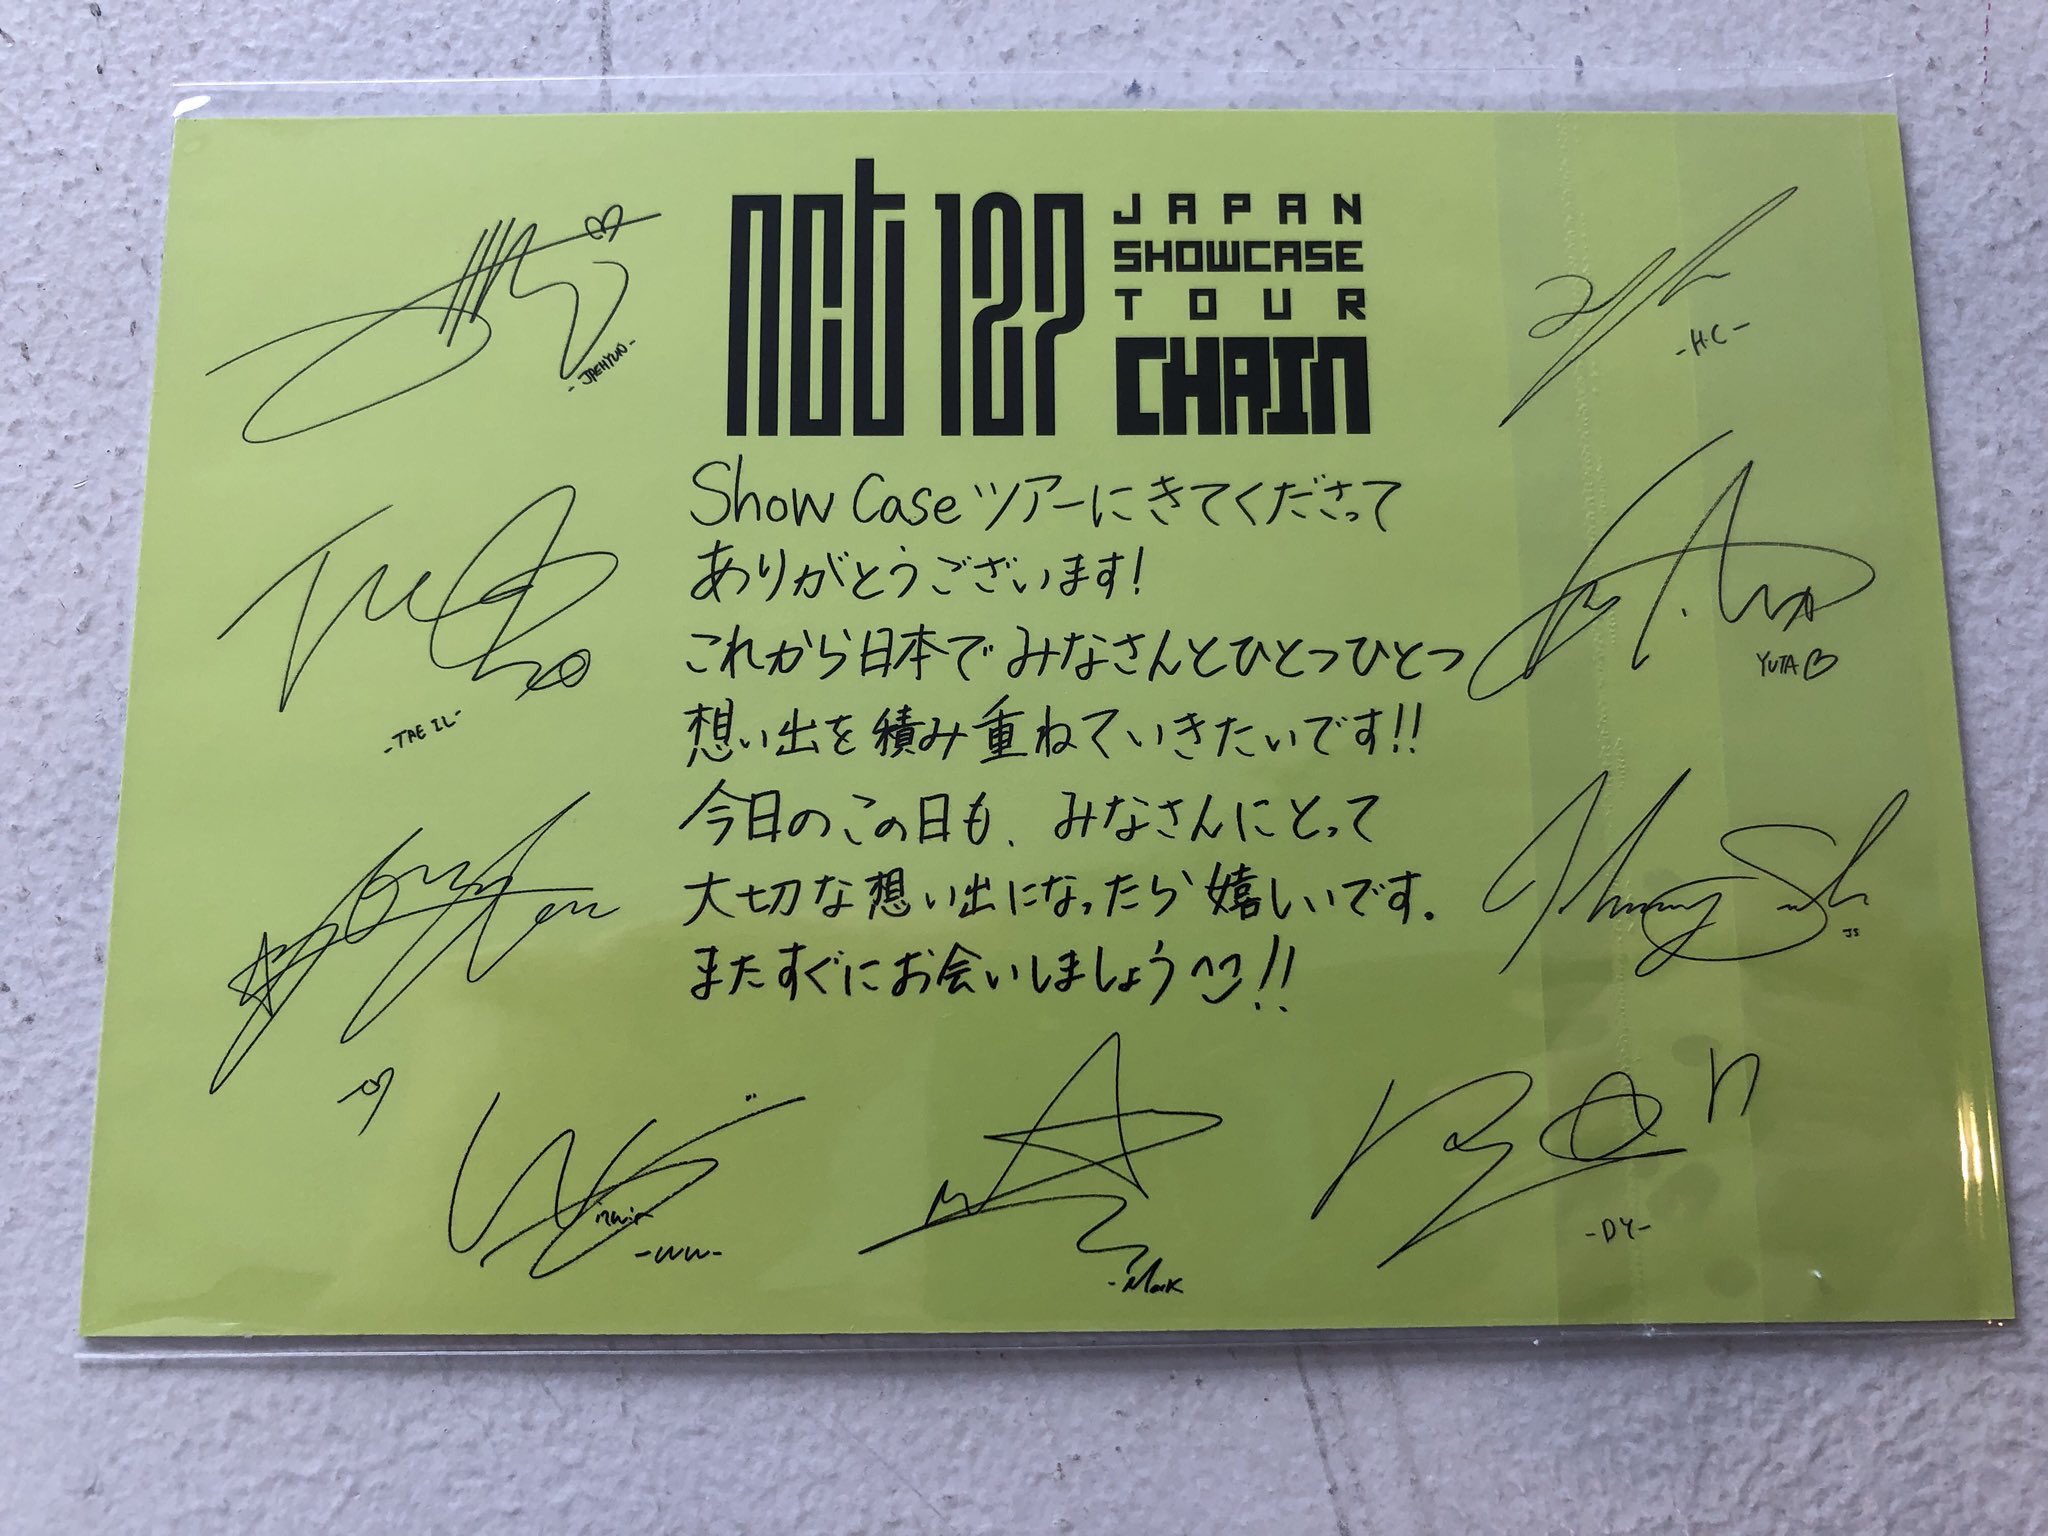 nct 127
JAPAN
SHOWCASE
TOUR
CHAIN
Show Caseツアーにきてくださって
ありがとうございます!
これから日本でみなさんとひとつひとつ
想い出を積み重ねていきたいです!!
今日のこの日も、みなさんにとって
大切な想い出になったら嬉しいです。
またすぐにお会いしましょう!!
-JAEHYUN-
-H.C-
-TAE IL-
YUTA
JS
-WW-
-Mark
-DY-